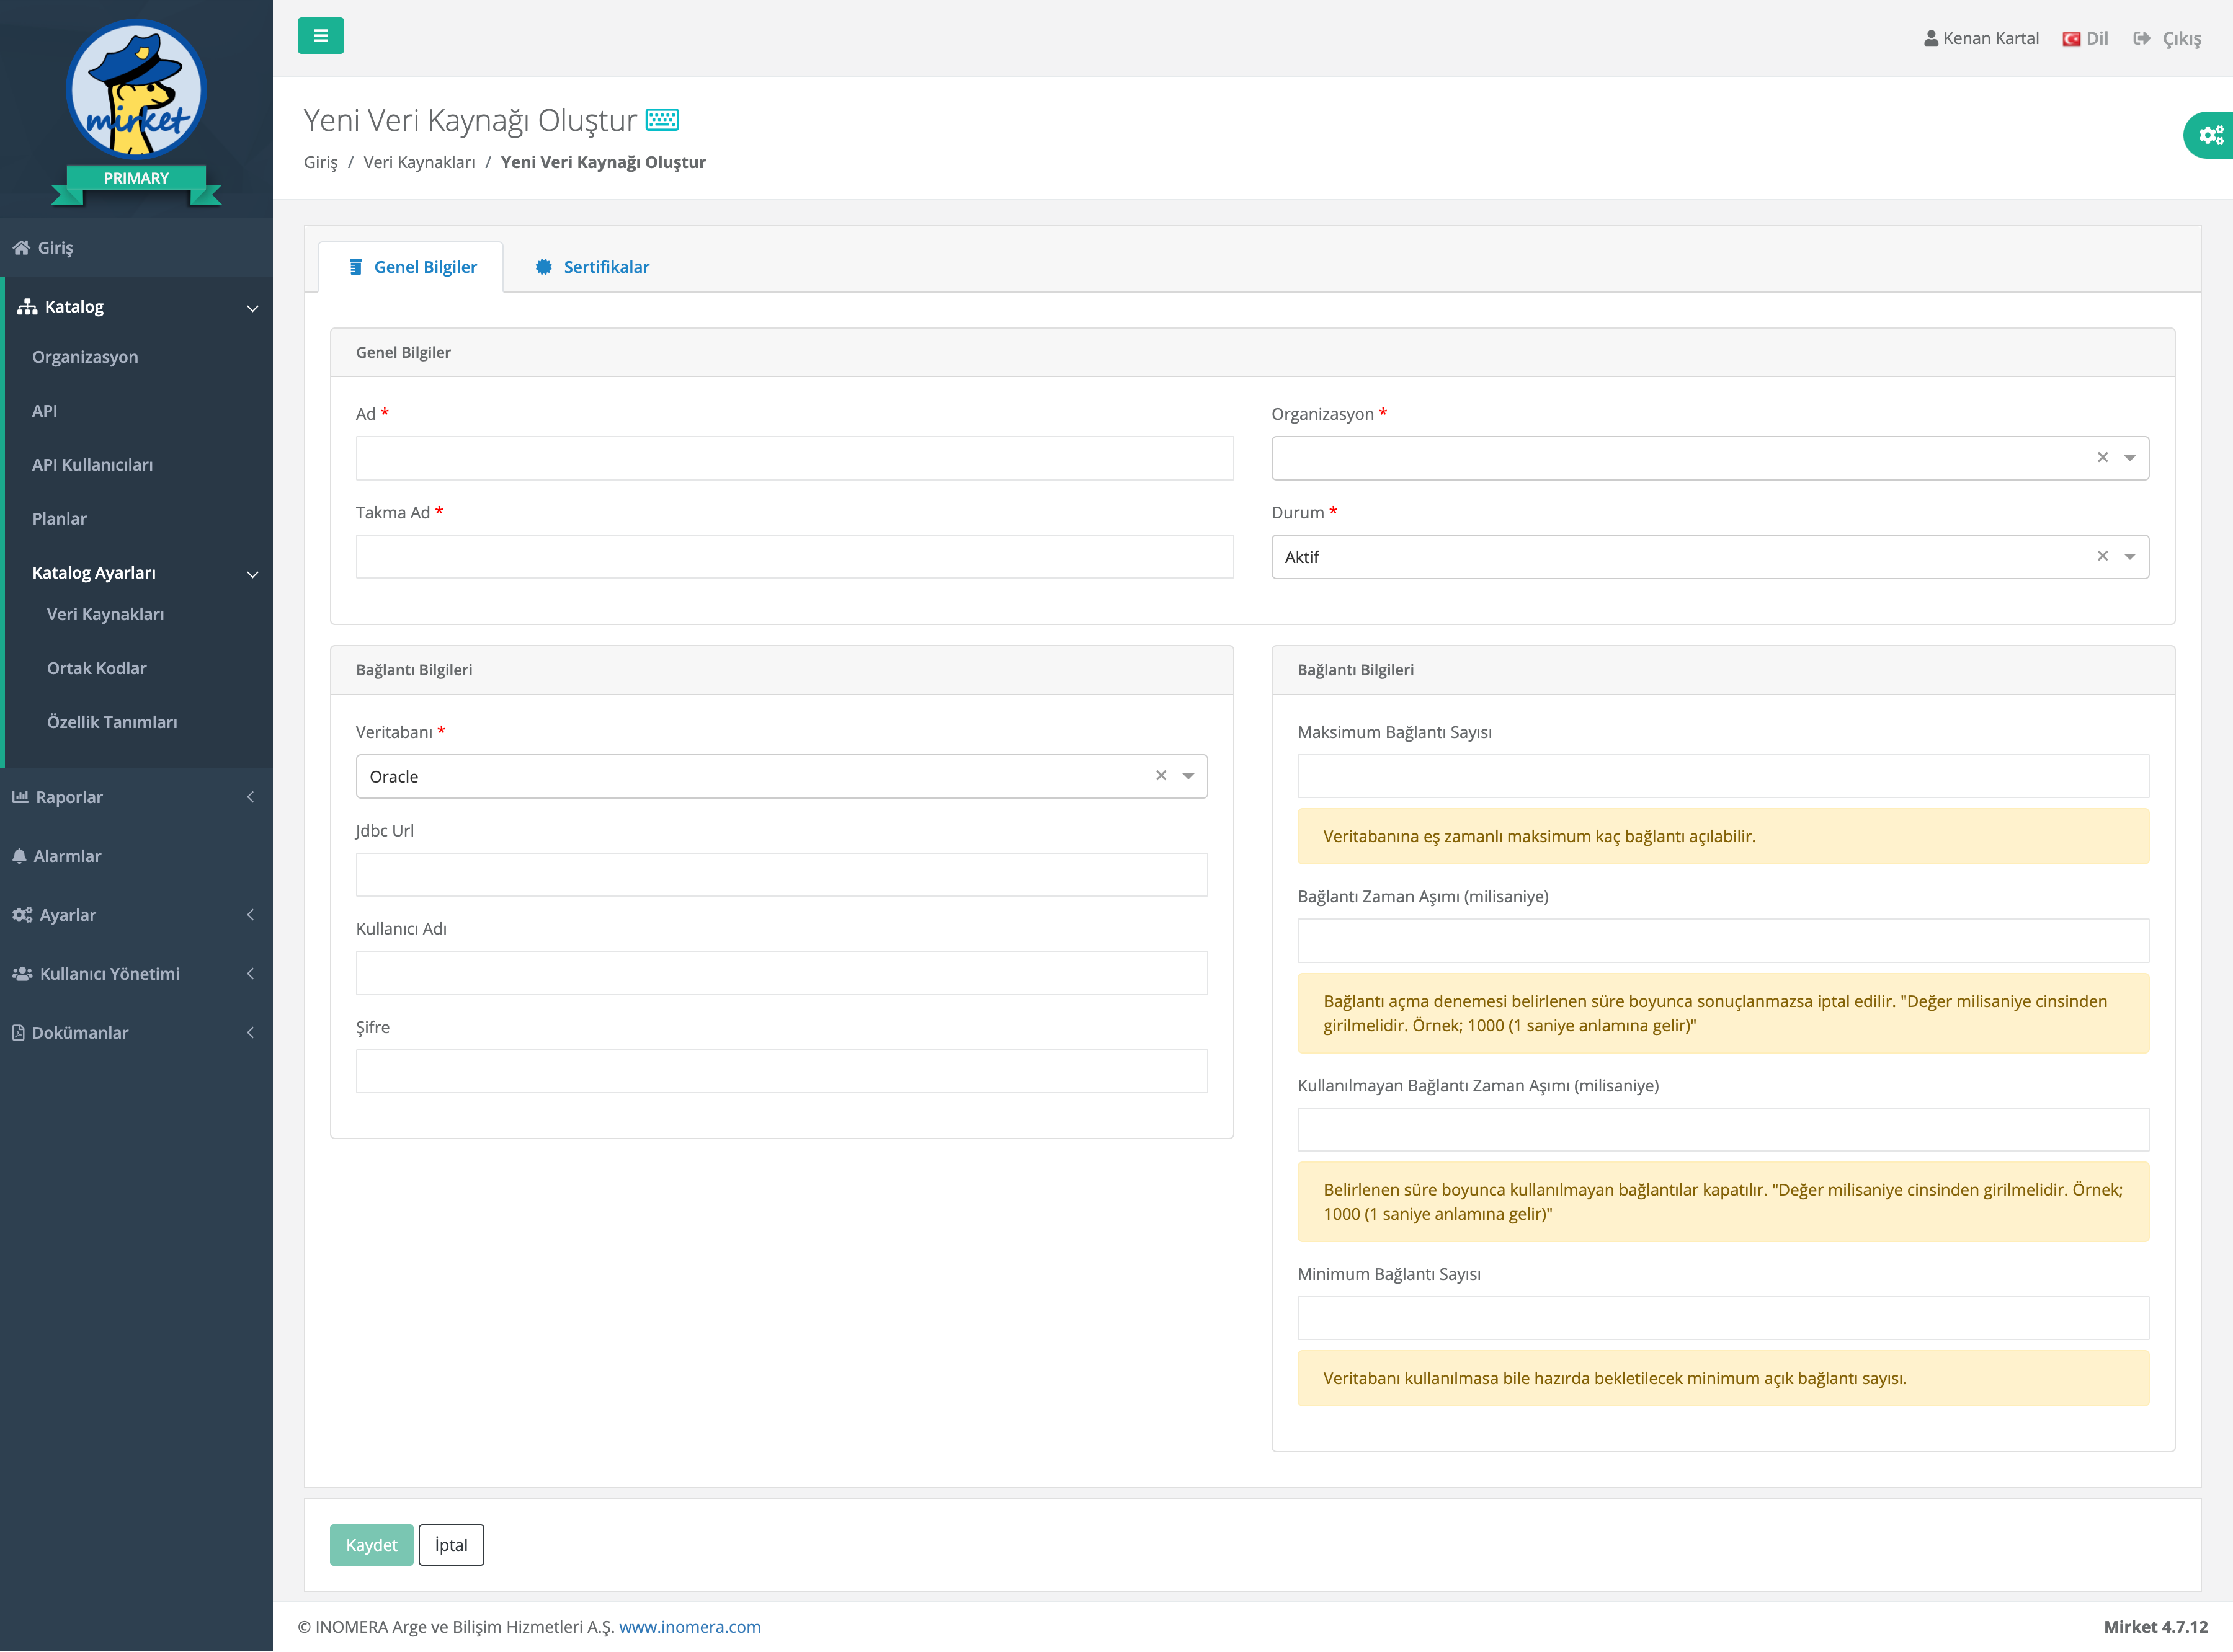 mirket
PRIMARY
Giriş
Katalog
Organizasyon
API
API Kullanıcıları
Planlar
Katalog Ayarları
Veri Kaynakları
Ortak Kodlar
Özellik Tanımları
Raporlar
Alarmlar
Ayarlar
Kullanıcı Yönetimi
Dokümanlar
Kenan Kartal
Dil
Çıkış
Yeni Veri Kaynağı Oluştur
Giriş / Veri Kaynakları / Yeni Veri Kaynağı Oluştur
Genel Bilgiler
Sertifikalar
Genel Bilgiler
Ad *
Organizasyon *
Takma Ad *
Durum *
Aktif
Bağlantı Bilgileri
Veritabanı *
Oracle
Jdbc Url
Kullanıcı Adı
Şifre
Bağlantı Bilgileri
Maksimum Bağlantı Sayısı
Veritabanına eş zamanlı maksimum kaç bağlantı açılabilir.
Bağlantı Zaman Aşımı (milisaniye)
Bağlantı açma denemesi belirlenen süre boyunca sonuçlanmazsa iptal edilir. "Değer milisaniye cinsinden
girilmelidir. Örnek; 1000 (1 saniye anlamına gelir)"
Kullanılmayan Bağlantı Zaman Aşımı (milisaniye)
Belirlenen süre boyunca kullanılmayan bağlantılar kapatılır. "Değer milisaniye cinsinden girilmelidir. Örnek;
1000 (1 saniye anlamına gelir)"
Minimum Bağlantı Sayısı
Veritabanı kullanılmasa bile hazırda bekletilecek minimum açık bağlantı sayısı.
Kaydet
İptal
© INOMERA Arge ve Bilişim Hizmetleri A.Ş. www.inomera.com
Mirket 4.7.12